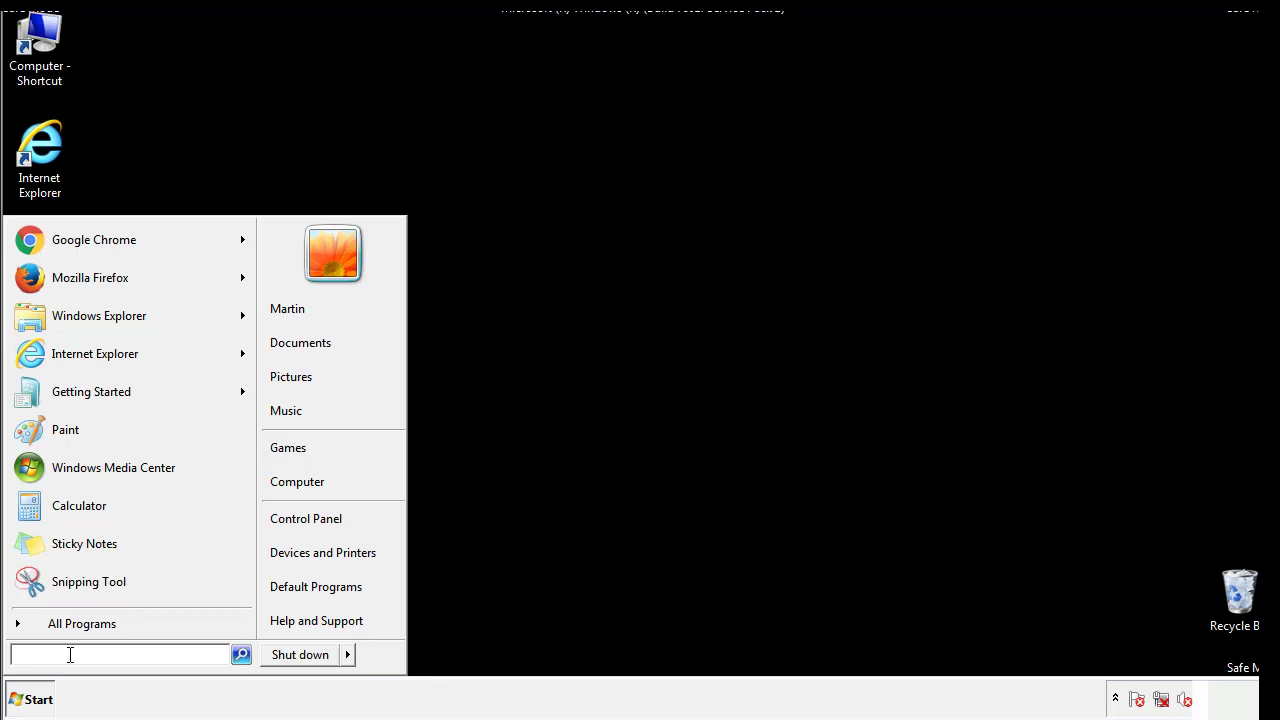 Computer -
Shortcut
Internet
Explorer
Google Chrome
Mozilla Firefox
Windows Explorer
Internet Explorer
Getting Started
Paint
Windows Media Center
Calculator
Sticky Notes
Snipping Tool
All Programs
Martin
Documents
Pictures
Music
Games
Computer
Control Panel
Devices and Printers
Default Programs
Help and Support
Shut down
Recycle B
Safe M
Start